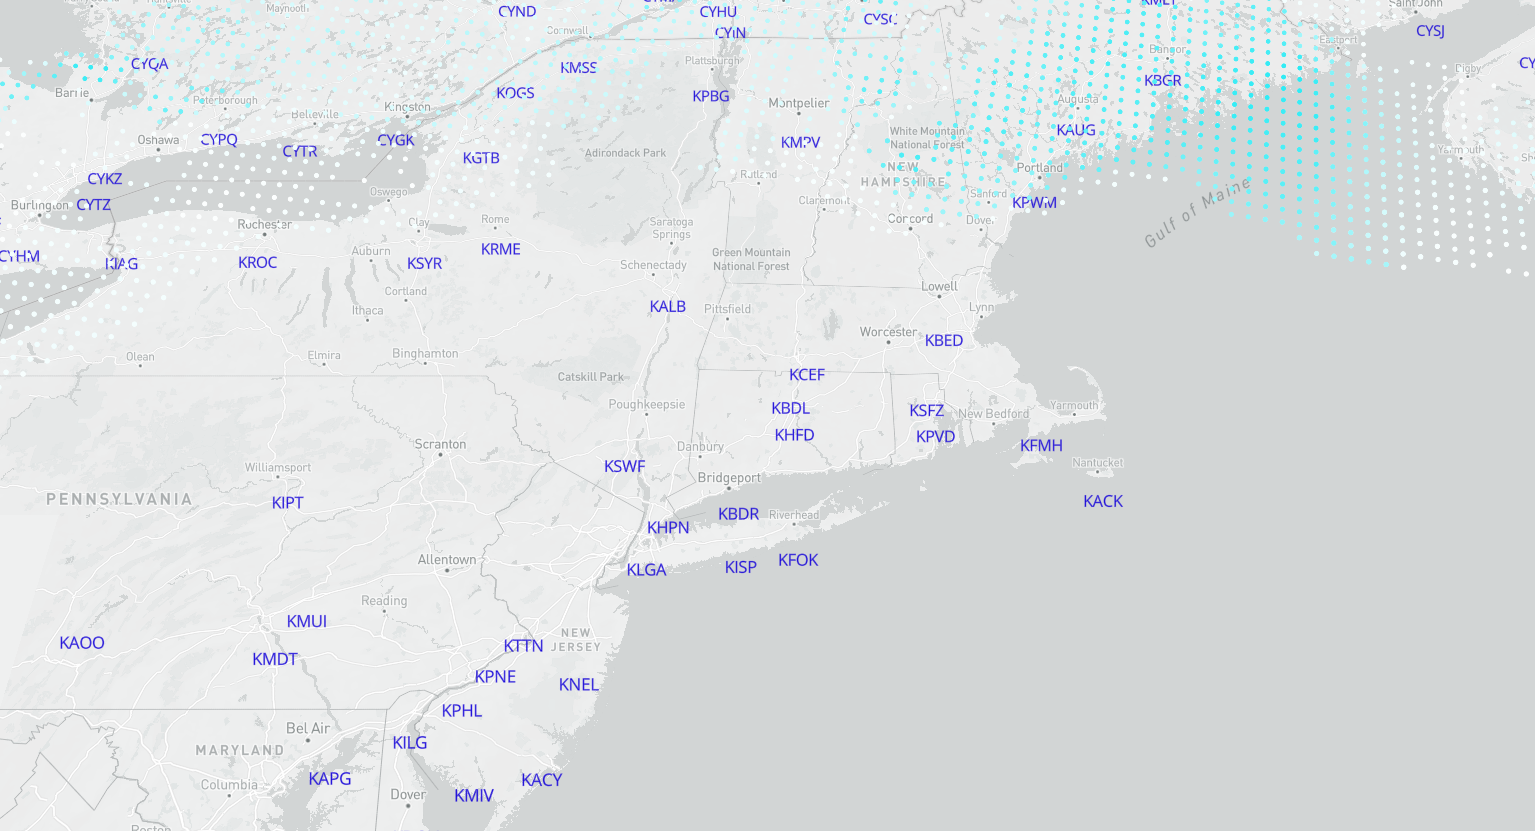 CYND
CYHU
CYSC
Saint John
Maynooth
CYIN
CYSJ
Cornwall
Eastport
CYQA
KMSS
Plattsburgh
Bangor
Digby
Barrie
KOGS
KPBG
KBGR
Peterborough
Kingston
Montpelier
Augusta
Belleville
KAUG
Oshawa
CYPQ
CYGK
KMPV
White Mountain
National Forest
CYTR
KGTB
Adirondack Park
Yarmouth
CYKZ
Rutland
NEW
HAMPSHIRE
Portland
Burlington
CYTZ
Oswego
Claremont
Sanford
KPWM
Gulf of Maine
Rochester
Clay
Rome
Saratoga
Springs
Concord
Dover
CYHM
KIAG
KROC
Auburn
KSYR
KRME
Schenectady
Green Mountain
National Forest
Cortland
Ithaca
KALB
Pittsfield
Lowell
Lynn
Worcester
KBED
Olean
Elmira
Binghamton
Catskill Park
KCEF
Poughkeepsie
KBDL
KSFZ
New Bedford
Yarmouth
KHFD
KPVD
KFMH
Scranton
Danbury
Williamsport
KSWF
Bridgeport
Nantucket
PENNSYLVANIA
KIPT
KACK
KHPN
KBDR
Riverhead
Allentown
KLGA
KISP
KFOK
Reading
KMUI
KAOO
KMDT
KTTN
NEW
JERSEY
KPNE
KNEL
KPHL
Bel Air
MARYLAND
KILG
Columbia
KAPG
Dover
KMIV
KACY